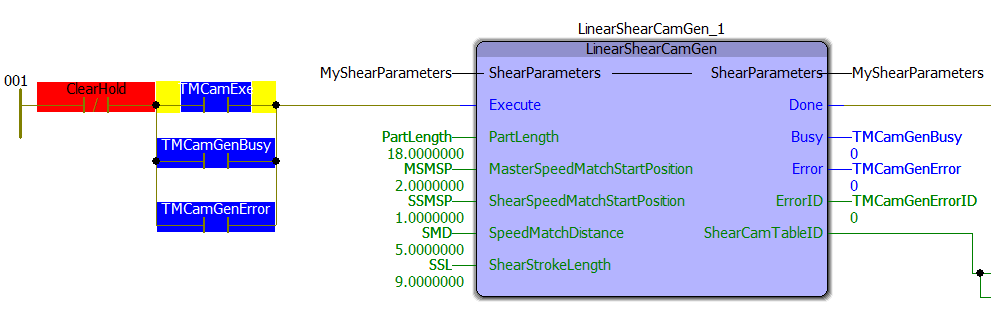 LinearShearCamGen_1
LinearShearCamGen
001
MyShearParameters ShearParameters ShearParameters MyShearParameters
ClearHold TMCamExe Execute Done
TMCamGenBusy PartLength PartLength Busy TMCamGenBusy
18.0000000 0
MSMSP MasterSpeedMatchStartPosition Error TMCamGenError
2.0000000 0
TMCamGenError SSMSP ShearSpeedMatchStartPosition ErrorID TMCamGenErrorID
1.0000000 0
SMD SpeedMatchDistance ShearCamTableID
5.0000000
SSL ShearStrokeLength
9.0000000